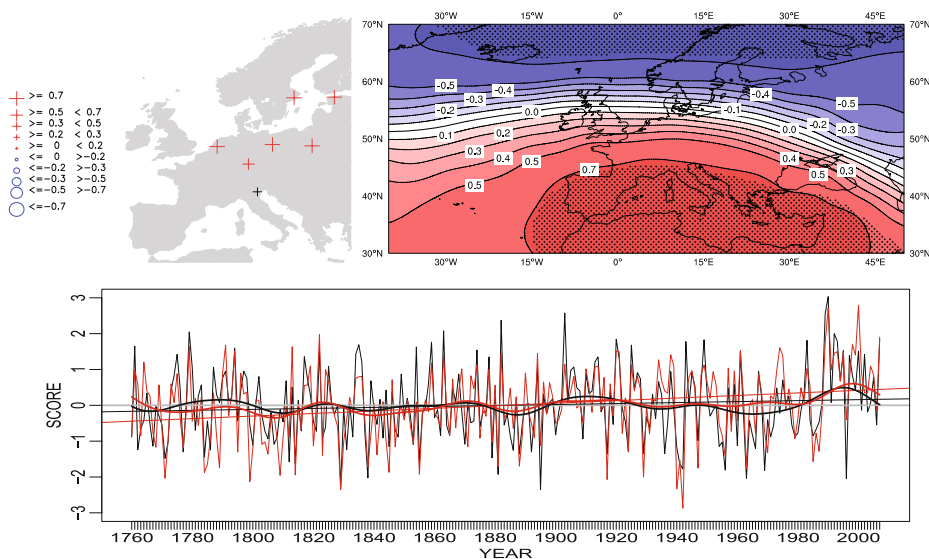 >= 0.7
>= 0.5 < 0.7
>= 0.3 < 0.5
>= 0.2 < 0.3
>= 0 < 0.2
<= 0 >-0.2
<=-0.2 >-0.3
<=-0.3 >-0.5
<=-0.5 >-0.7
<=-0.7
30°W 15°W 0° 15°E 30°E 45°E
70°N 70°N
60°N 60°N
50°N 50°N
40°N 40°N
30°N 30°N
-0.5 -0.4 -0.4
-0.3 -0.5
-0.2 0.0 -0.1 -0.2
0.1 0.2 0.0 -0.3
0.3 0.4
0.4 0.5 0.7 0.3
0.5 0.5
30°W 15°W 0° 15°E 30°E 45°E
3
2
1
0
-1
-2
-3
SCORE
1760 1780 1800 1820 1840 1860 1880 1900 1920 1940 1960 1980 2000
YEAR